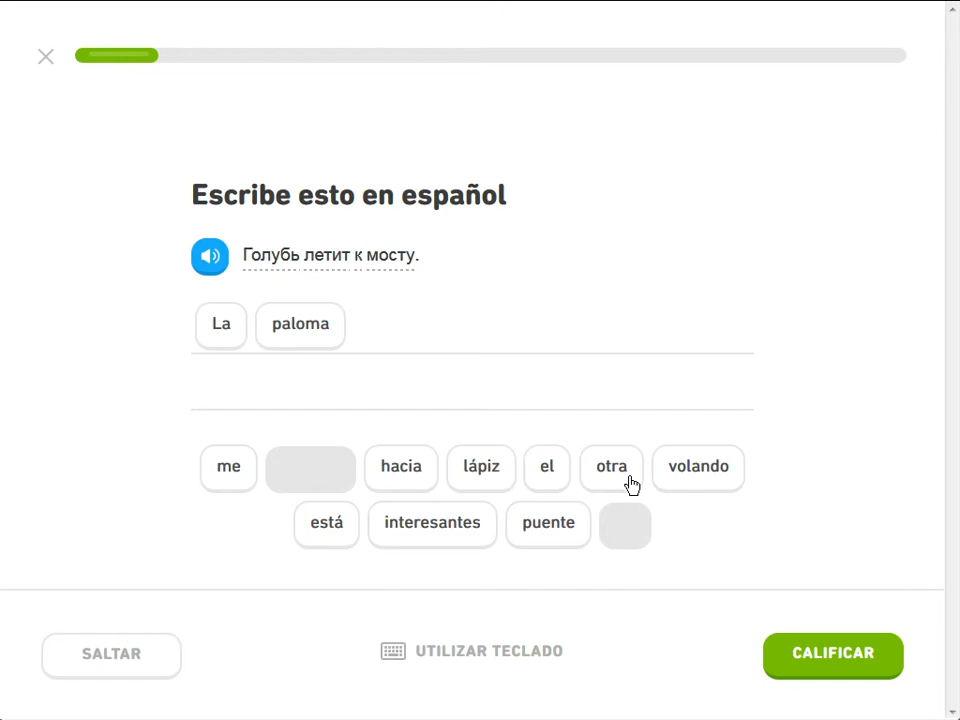 Escribe esto en español
Голубь летит к мосту.
La paloma
me hacia lápiz el otra volando
está interesantes puente
SALTAR UTILIZAR TECLADO CALIFICAR